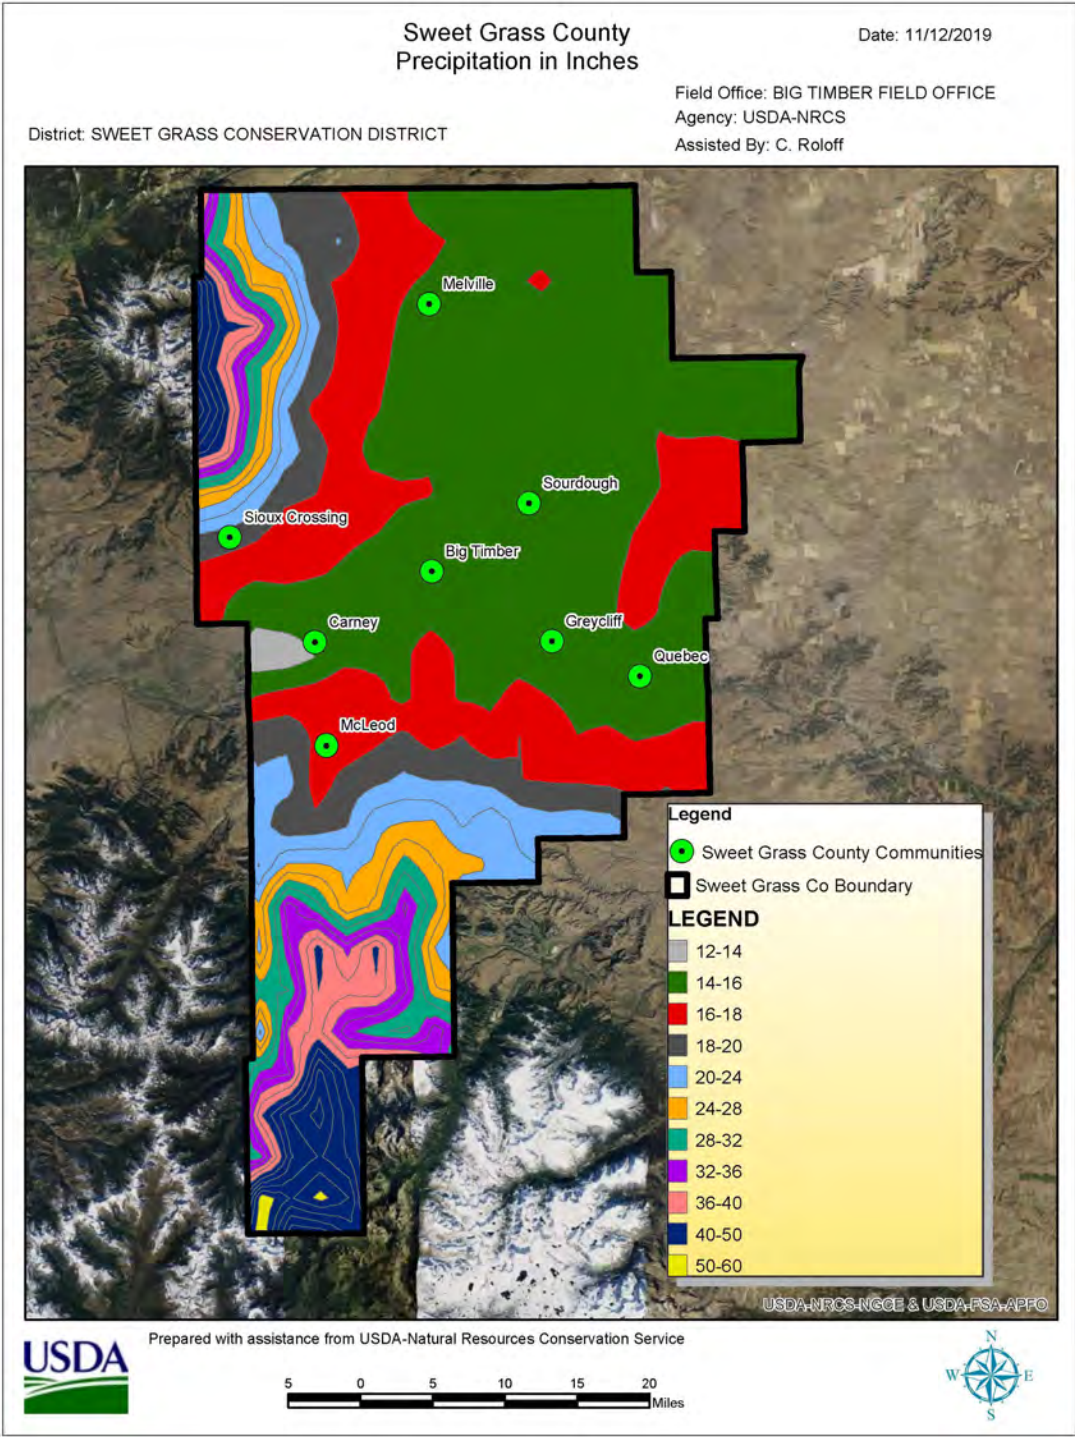 Sweet Grass County
Precipitation in Inches
Date: 11/12/2019
Field Office: BIG TIMBER FIELD OFFICE
Agency: USDA-NRCS
Assisted By: C. Roloff
District: SWEET GRASS CONSERVATION DISTRICT
Melville
Sourdough
Sioux Crossing
Big Timber
Carney
Greycliff
Quebec
McLeod
Legend
Sweet Grass County Communities
Sweet Grass Co Boundary
LEGEND
12-14
14-16
16-18
18-20
20-24
24-28
28-32
32-36
36-40
40-50
50-60
USDA-NRCS-NGCE & USDA-FSA-APFO
Prepared with assistance from USDA-Natural Resources Conservation Service
USDA
5 0 5 10 15 20
Miles
N
W E
S